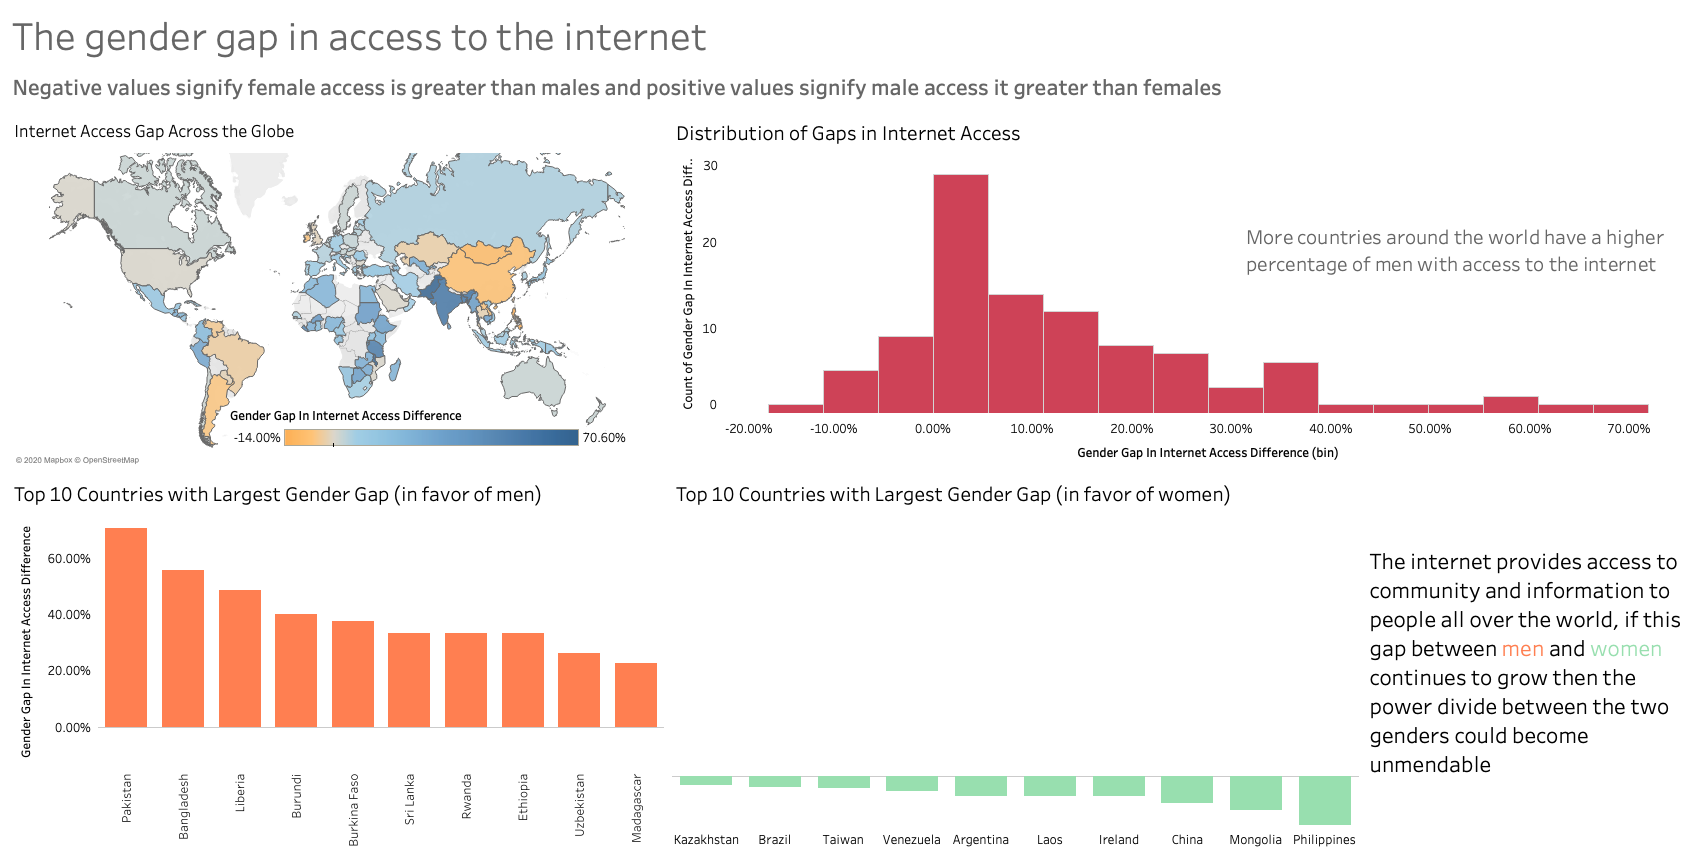 The gender gap in access to the internet
Negative values signify female access is greater than males and positive values signify male access it greater than females
Internet Access Gap Across the Globe
Gender Gap In Internet Access Difference
-14.00%
70.60%
© 2020 Mapbox © OpenStreetMap
Distribution of Gaps in Internet Access
Count of Gender Gap In Internet Access Diff..
30
20
10
0
More countries around the world have a higher
percentage of men with access to the internet
-20.00%
-10.00%
0.00%
10.00%
20.00%
30.00%
40.00%
50.00%
60.00%
70.00%
Gender Gap In Internet Access Difference (bin)
Top 10 Countries with Largest Gender Gap (in favor of men)
Gender Gap In Internet Access Difference
60.00%
40.00%
20.00%
0.00%
Pakistan
Bangladesh
Liberia
Burundi
Burkina Faso
Sri Lanka
Rwanda
Ethiopia
Uzbekistan
Madagascar
Top 10 Countries with Largest Gender Gap (in favor of women)
Kazakhstan
Brazil
Taiwan
Venezuela
Argentina
Laos
Ireland
China
Mongolia
Philippines
The internet provides access to
community and information to
people all over the world, if this
gap between men and women
continues to grow then the
power divide between the two
genders could become
unmendable